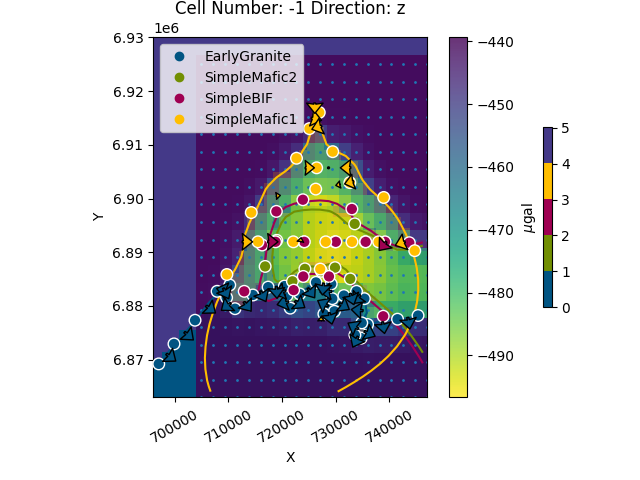 Cell Number: -1 Direction: z
1e6
EarlyGranite
SimpleMafic2
SimpleBIF
SimpleMafic1
6.93
6.92
6.91
6.90
6.89
6.88
6.87
Y
700000
710000
720000
730000
740000
X
−440
−450
−460
−470
−480
−490
μgal
5
4
3
2
1
0